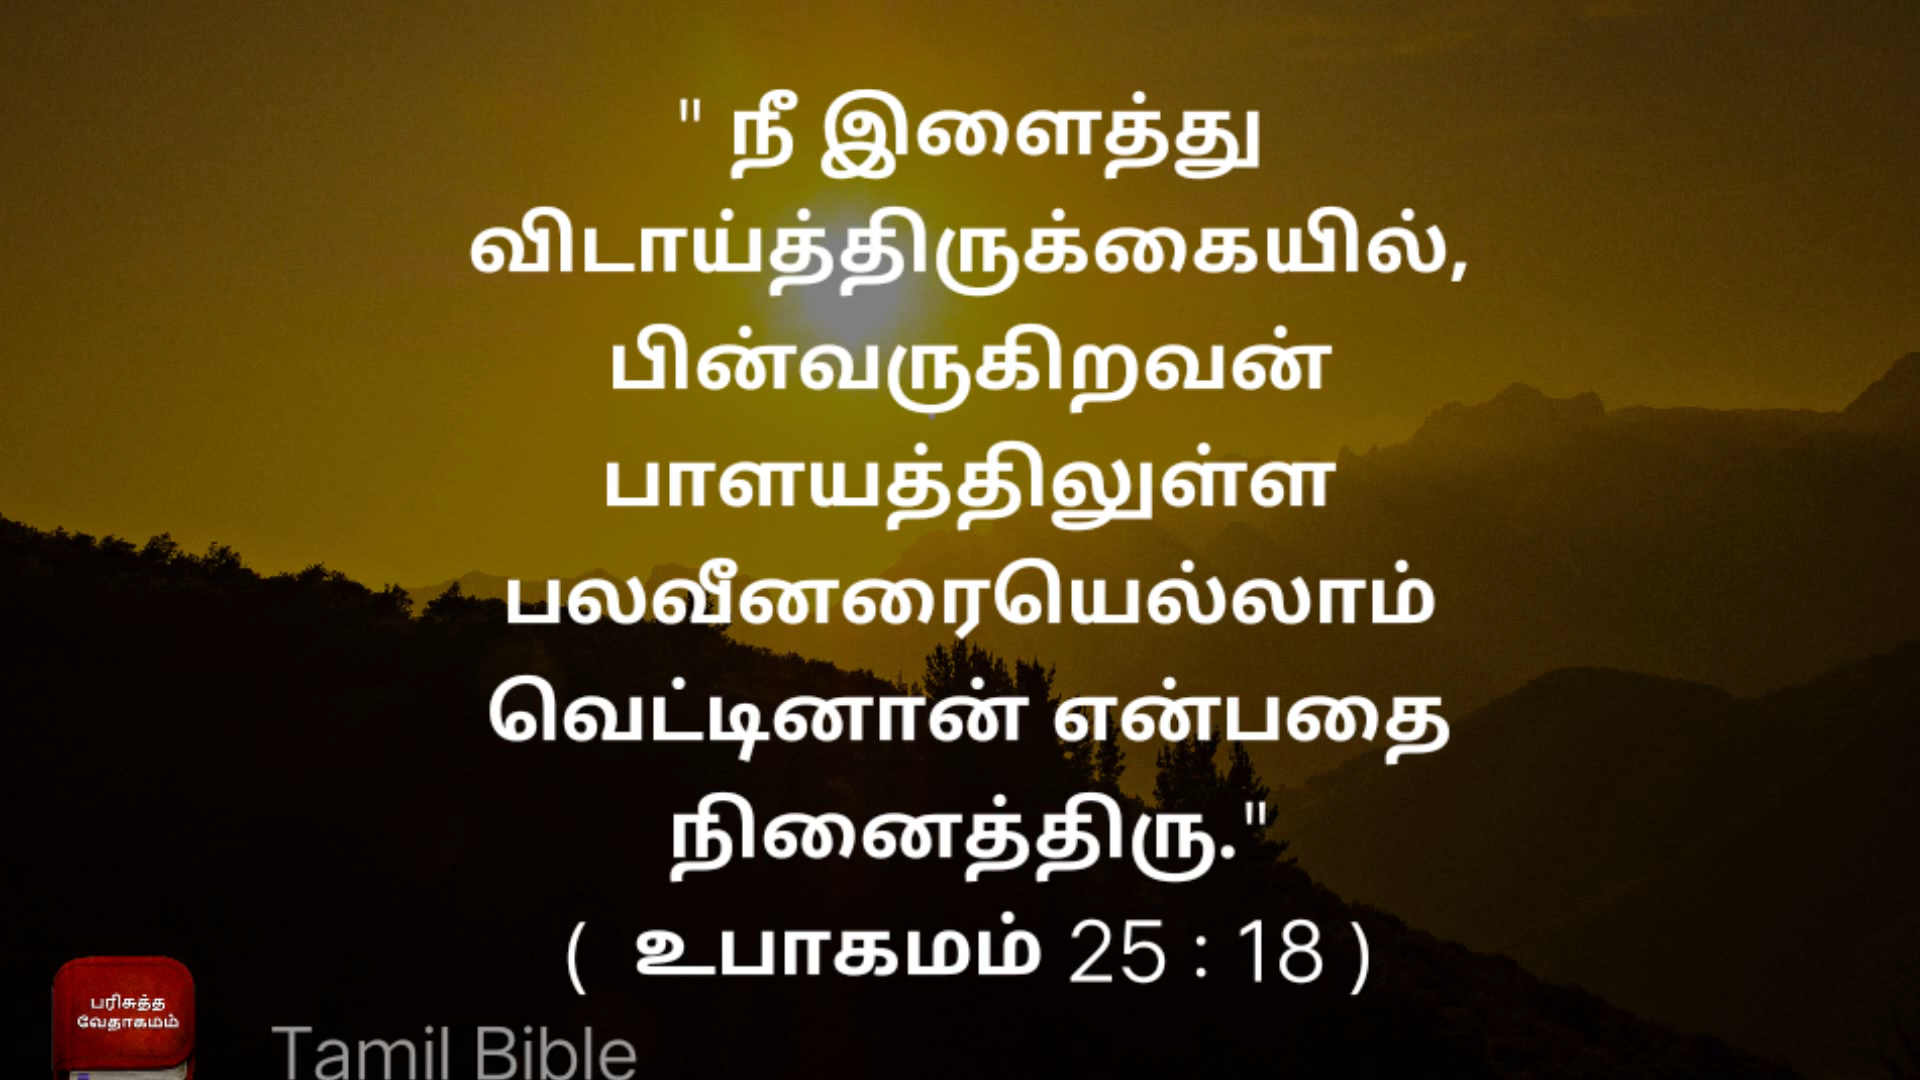 " நீ இளைத்து
விடாய்த்திருக்கையில்,
பின்வருகிறவன்
பாளயத்திலுள்ள
பலவீனரையெல்லாம்
வெட்டினான் என்பதை
நினைத்திரு."
( உபாகமம் 25 : 18 )
பரிசுத்த
வேதாகமம்
Tamil Bible